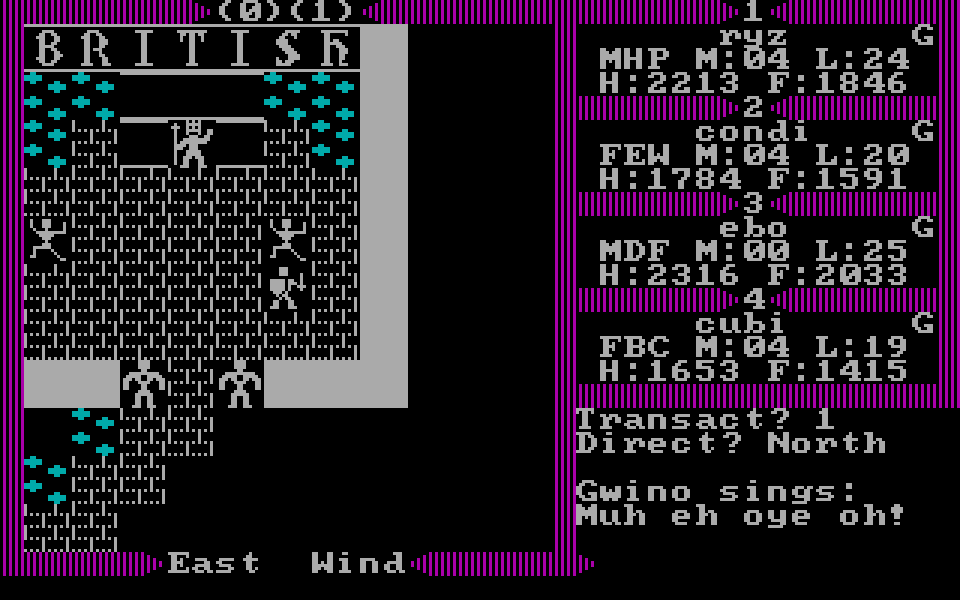 (0)(1)
BRITISH
East Wind
1
ryz G
MHP M:04 L:24
H:2213 F:1846
2
condi G
FEW M:04 L:20
H:1784 F:1591
3
ebo G
MDF M:00 L:25
H:2316 F:2033
4
cubi G
FBC M:04 L:19
H:1653 F:1415
Transact? 1
Direct? North
Gwino sings:
Muh eh oye oh!